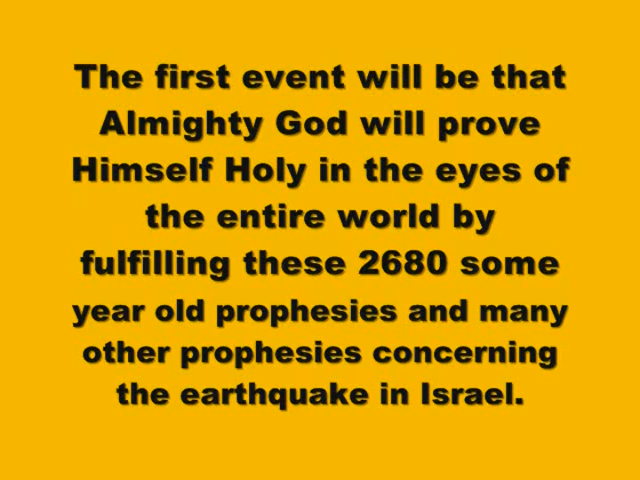 The first event will be that
Almighty God will prove
Himself Holy in the eyes of
the entire world by
fulfilling these 2680 some
year old prophesies and many
other prophesies concerning
the earthquake in Israel.